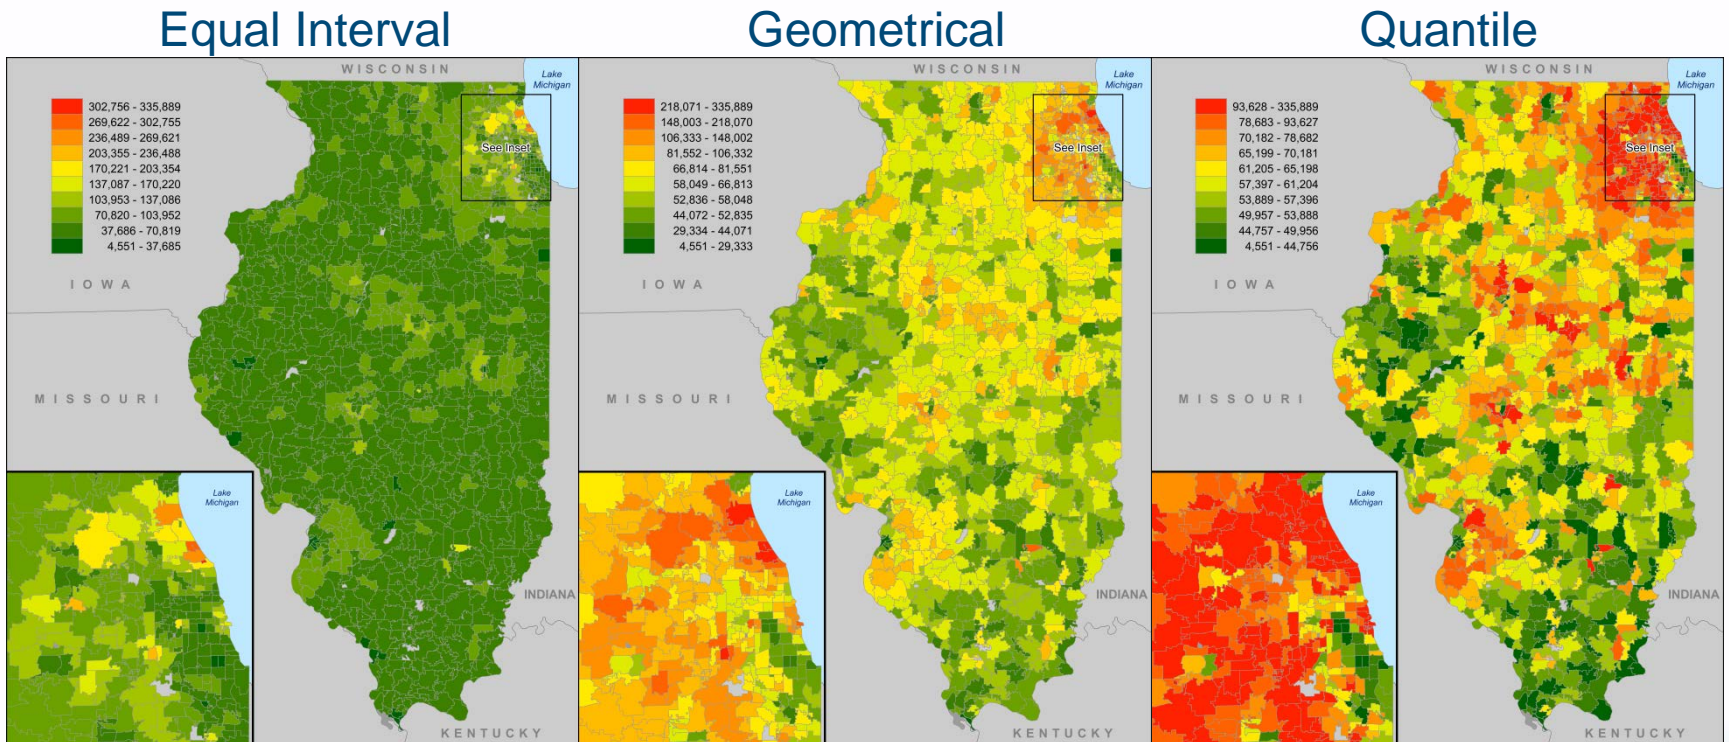 Equal Interval
WISCONSIN
Lake
Michigan
302,756 - 335,889
269,622 - 302,755
236,489 - 269,621
203,355 - 236,488
170,221 - 203,354
137,087 - 170,220
103,953 - 137,086
70,820 - 103,952
37,686 - 70,819
4,551 - 37,685
See Inset
IOWA
MISSOURI
Lake
Michigan
INDIANA
KENTUCKY
Geometrical
WISCONSIN
Lake
Michigan
218,071 - 335,889
148,003 - 218,070
106,333 - 148,002
81,552 - 106,332
66,814 - 81,551
58,049 - 66,813
52,836 - 58,048
44,072 - 52,835
29,334 - 44,071
4,551 - 29,333
See Inset
IOWA
MISSOURI
Lake
Michigan
INDIANA
KENTUCKY
Quantile
WISCONSIN
Lake
Michigan
93,628 - 335,889
78,683 - 93,627
70,182 - 78,682
65,199 - 70,181
61,205 - 65,198
57,397 - 61,204
53,889 - 57,396
49,957 - 53,888
44,757 - 49,956
4,551 - 44,756
See Inset
IOWA
MISSOURI
Lake
Michigan
INDIANA
KENTUCKY